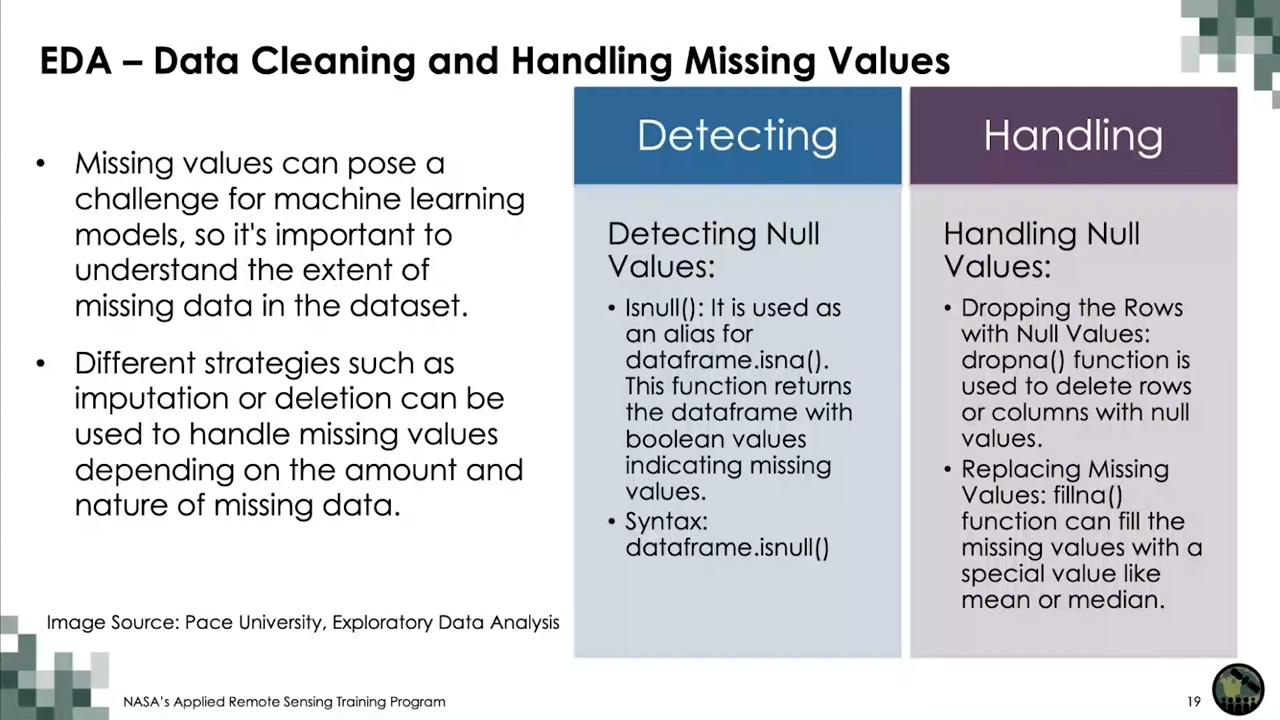 EDA – Data Cleaning and Handling Missing Values
• Missing values can pose a
challenge for machine learning
models, so it's important to
understand the extent of
missing data in the dataset.
• Different strategies such as
imputation or deletion can be
used to handle missing values
depending on the amount and
nature of missing data.
Image Source: Pace University, Exploratory Data Analysis
Detecting
Detecting Null
Values:
• Isnull(): It is used as
an alias for
dataframe.isna().
This function returns
the dataframe with
boolean values
indicating missing
values.
• Syntax:
dataframe.isnull()
Handling
Handling Null
Values:
• Dropping the Rows
with Null Values:
dropna() function is
used to delete rows
or columns with null
values.
• Replacing Missing
Values: fillna()
function can fill the
missing values with a
special value like
mean or median.
NASA's Applied Remote Sensing Training Program
19